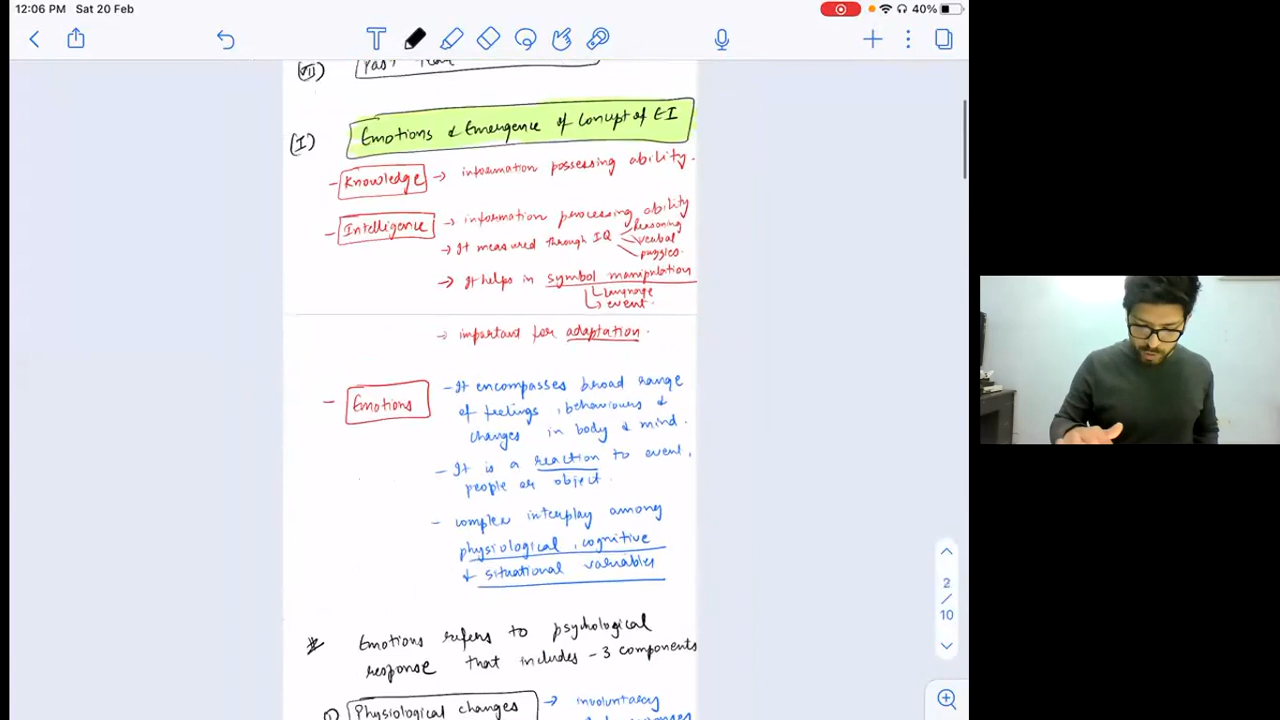 12:06 PM Sat 20 Feb
40%
(VII)
(I) Emotions & Emergence of Concept of EI
- Knowledge → information possessing ability.
- Intelligence → information processing ability
→ It measured through IQ
Reasoning
verbal
puzzles.
→ It helps in symbol manipulation
language
→ event.
→ important for adaptation.
- Emotions - It encompasses broad range
of feelings, behaviours &
changes in body & mind.
- It is a reaction to event,
people or object.
- complex interplay among
physiological, cognitive
& situational variables
Emotions refers to psychological
response that includes - 3 components
Physiological changes → involuntary
2
/
10